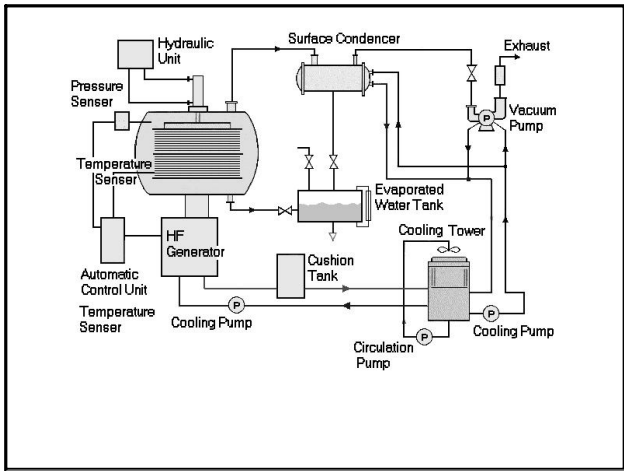 Hydraulic
Unit
Surface Condencer
Exhaust
Pressure
Senser
P
Vacuum
Pump
Temperature
Senser
Evaporated
Water Tank
HF
Generator
Cooling Tower
Cushion
Tank
Automatic
Control Unit
Temperature
Senser
P
Cooling Pump
P
Circulation
Pump
P
Cooling Pump